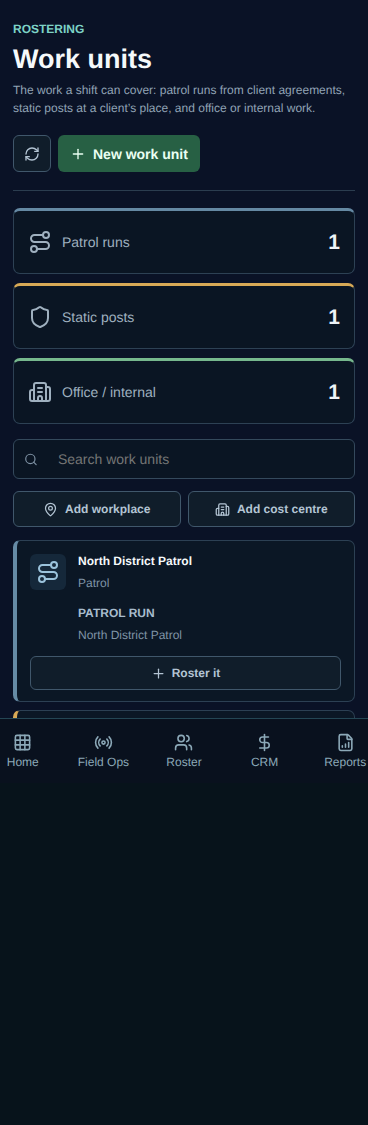 ROSTERING
Work units
The work a shift can cover: patrol runs from client agreements,
static posts at a client's place, and office or internal work.
New work unit
Patrol runs 1
Static posts 1
Office / internal 1
Search work units
Add workplace Add cost centre
North District Patrol
Patrol
PATROL RUN
North District Patrol
Roster it
Home Field Ops Roster CRM Reports